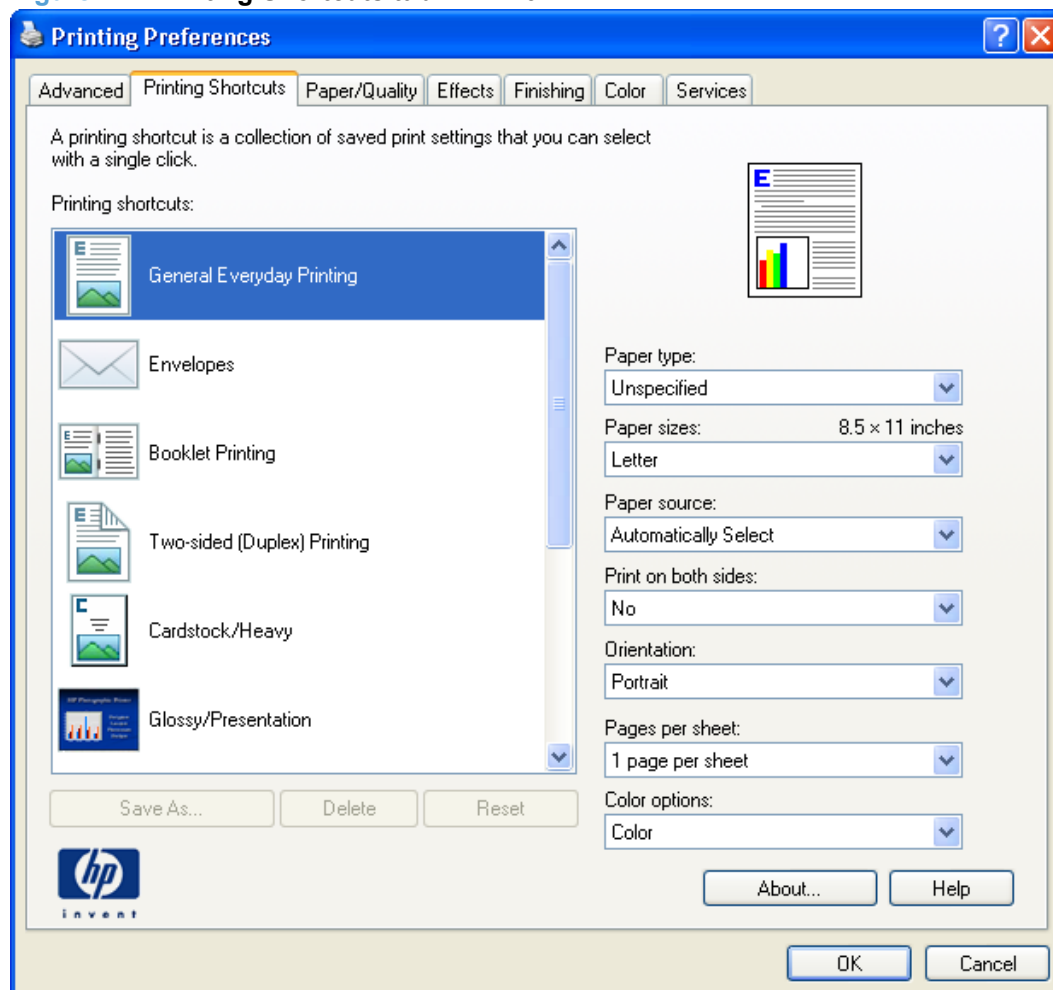 Printing Preferences
Advanced
Printing Shortcuts
Paper/Quality
Effects
Finishing
Color
Services
A printing shortcut is a collection of saved print settings that you can select
with a single click.
Printing shortcuts:
E
General Everyday Printing
Envelopes
E
Booklet Printing
E
Two-sided (Duplex) Printing
C
Cardstock/Heavy
Glossy/Presentation
Save As...
Delete
Reset
hp
invent
E
Paper type:
Unspecified
Paper sizes:
8.5 × 11 inches
Letter
Paper source:
Automatically Select
Print on both sides:
No
Orientation:
Portrait
Pages per sheet:
1 page per sheet
Color options:
Color
About...
Help
OK
Cancel